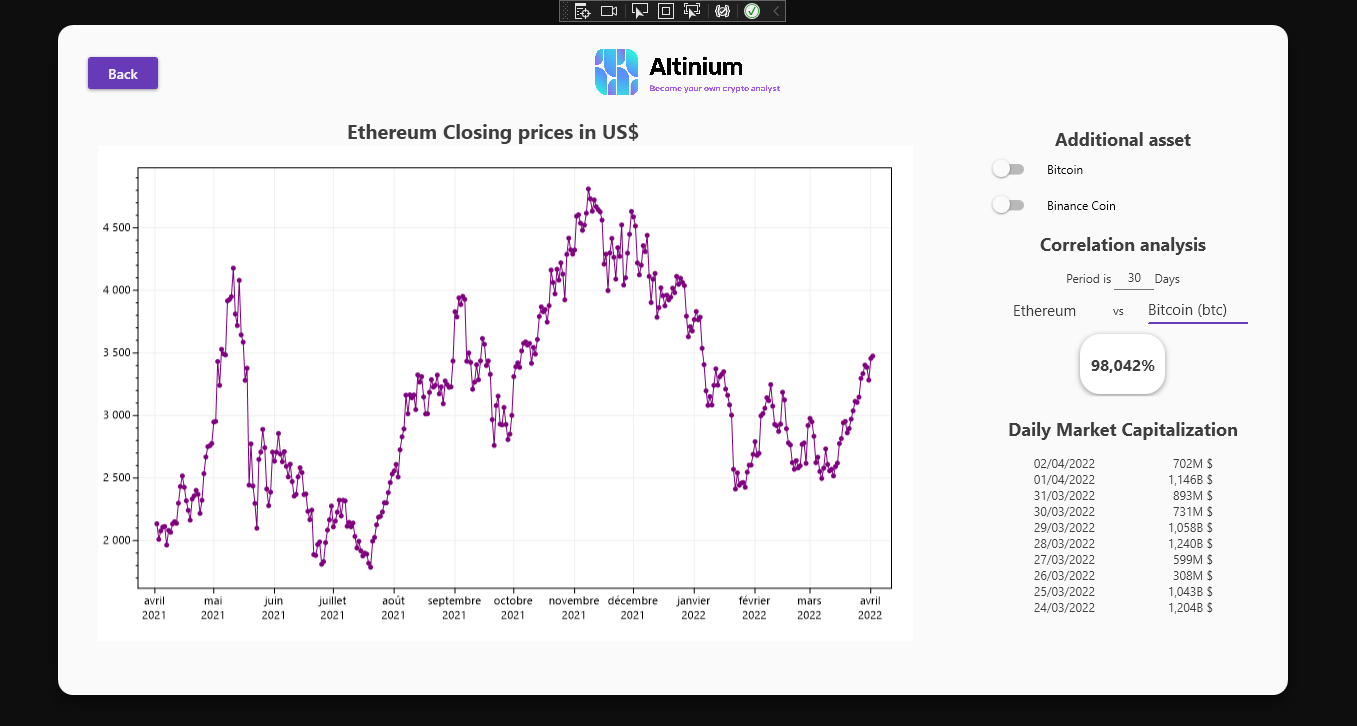 Back
Altinium
Become your own crypto analyst
Ethereum Closing prices in US$
4 500
4 000
3 500
3 000
2 500
2 000
avril mai juin juillet août septembre octobre novembre décembre janvier février mars avril
2021 2021 2021 2021 2021 2021 2021 2021 2021 2022 2022 2022 2022
Additional asset
Bitcoin
Binance Coin
Correlation analysis
Period is 30 Days
Ethereum vs Bitcoin (btc)
98,042%
Daily Market Capitalization
02/04/2022 702M $
01/04/2022 1,146B $
31/03/2022 893M $
30/03/2022 731M $
29/03/2022 1,058B $
28/03/2022 1,240B $
27/03/2022 599M $
26/03/2022 308M $
25/03/2022 1,043B $
24/03/2022 1,204B $